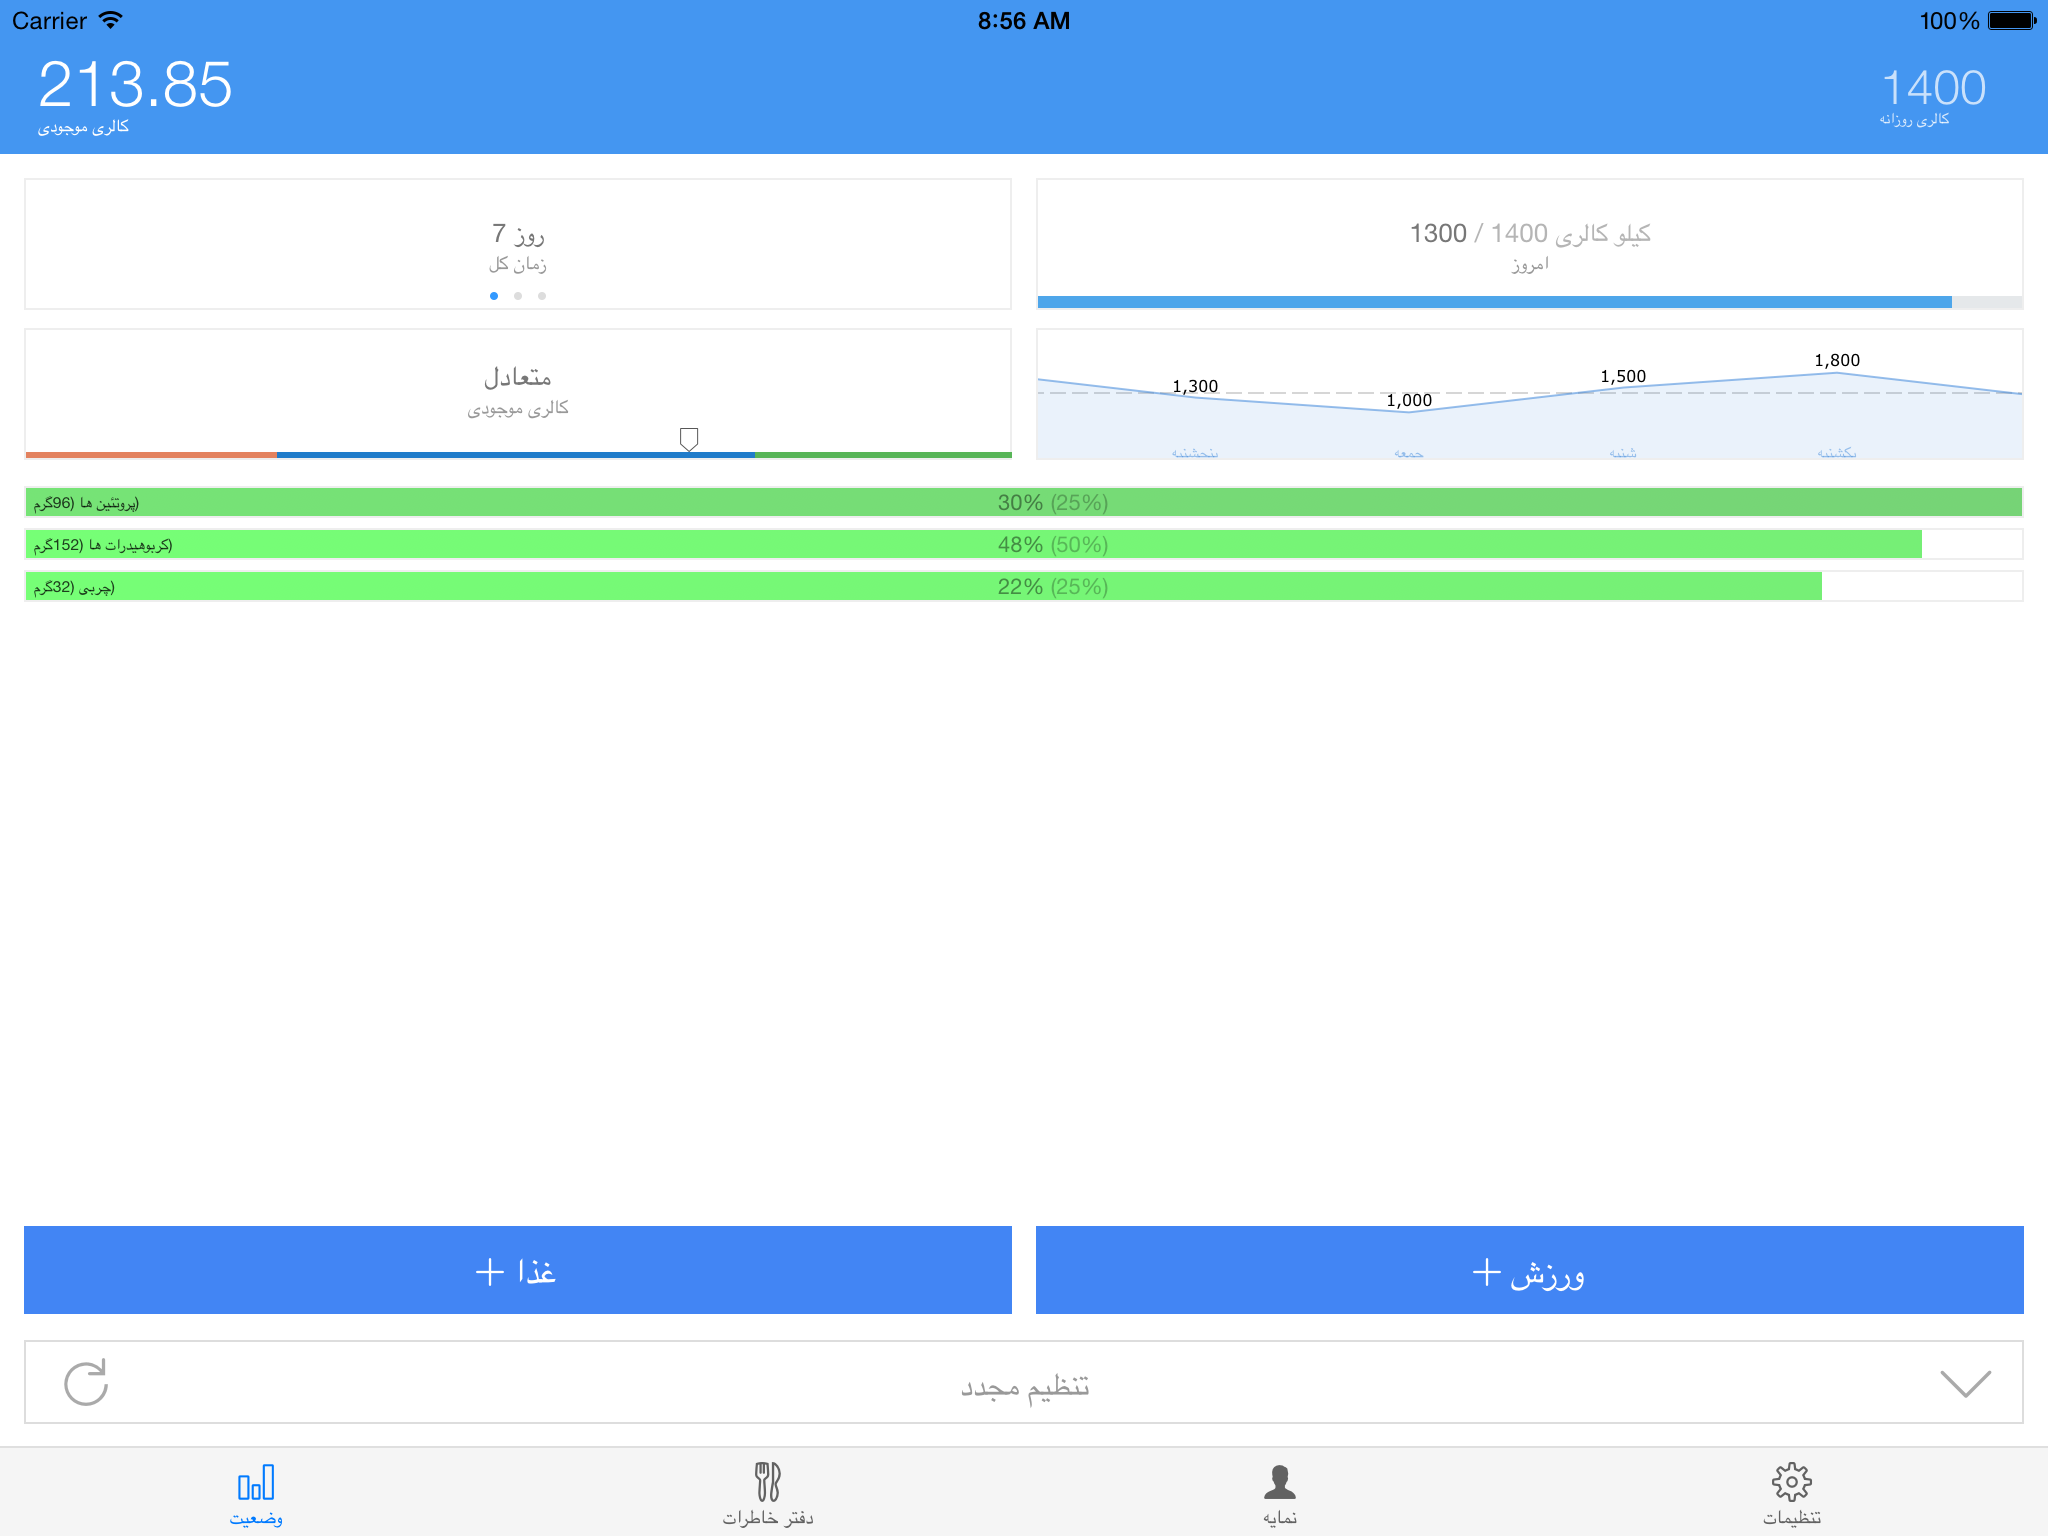 Carrier 8:56 AM 100%
213.85
کالری موجودی
1400
کالری روزانه
7 روز
زمان کل
1300 / 1400 کیلو کالری
امروز
متعادل
کالری موجودی
1,300
1,000
1,500
1,800
پنجشنبه
جمعه
شنبه
یکشنبه
پروتئین ها (96گرم)
30% (25%)
کربوهیدرات ها (152گرم)
48% (50%)
چربی (32گرم)
22% (25%)
+ غذا
+ ورزش
تنظیم مجدد
وضعیت
دفتر خاطرات
نمایه
تنظیمات